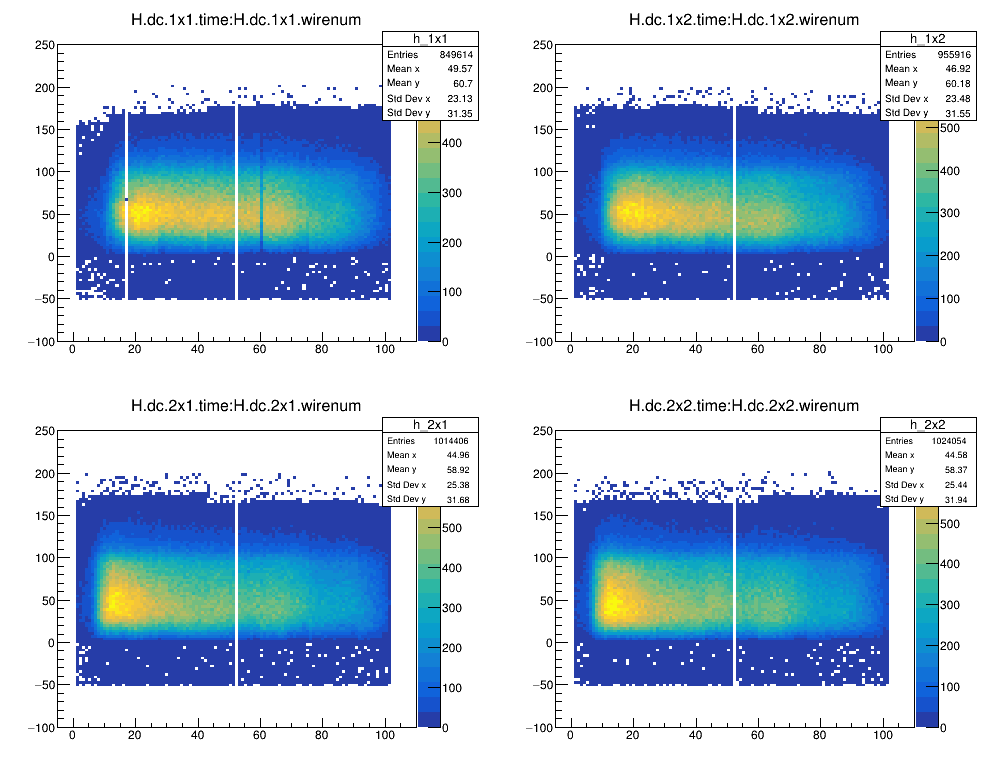 H.dc.1x1.time:H.dc.1x1.wirenum
h_1x1
Entries 849614
Mean x 49.57
Mean y 60.7
Std Dev x 23.13
Std Dev y 31.35
250
200
150
100
50
0
−50
−100
0 20 40 60 80 100
400
300
200
100
0
H.dc.1x2.time:H.dc.1x2.wirenum
h_1x2
Entries 955916
Mean x 46.92
Mean y 60.18
Std Dev x 23.48
Std Dev y 31.55
250
200
150
100
50
0
−50
−100
0 20 40 60 80 100
500
400
300
200
100
0
H.dc.2x1.time:H.dc.2x1.wirenum
h_2x1
Entries 1014406
Mean x 44.96
Mean y 58.92
Std Dev x 25.38
Std Dev y 31.68
250
200
150
100
50
0
−50
−100
0 20 40 60 80 100
500
400
300
200
100
0
H.dc.2x2.time:H.dc.2x2.wirenum
h_2x2
Entries 1024054
Mean x 44.58
Mean y 58.37
Std Dev x 25.44
Std Dev y 31.94
250
200
150
100
50
0
−50
−100
0 20 40 60 80 100
500
400
300
200
100
0